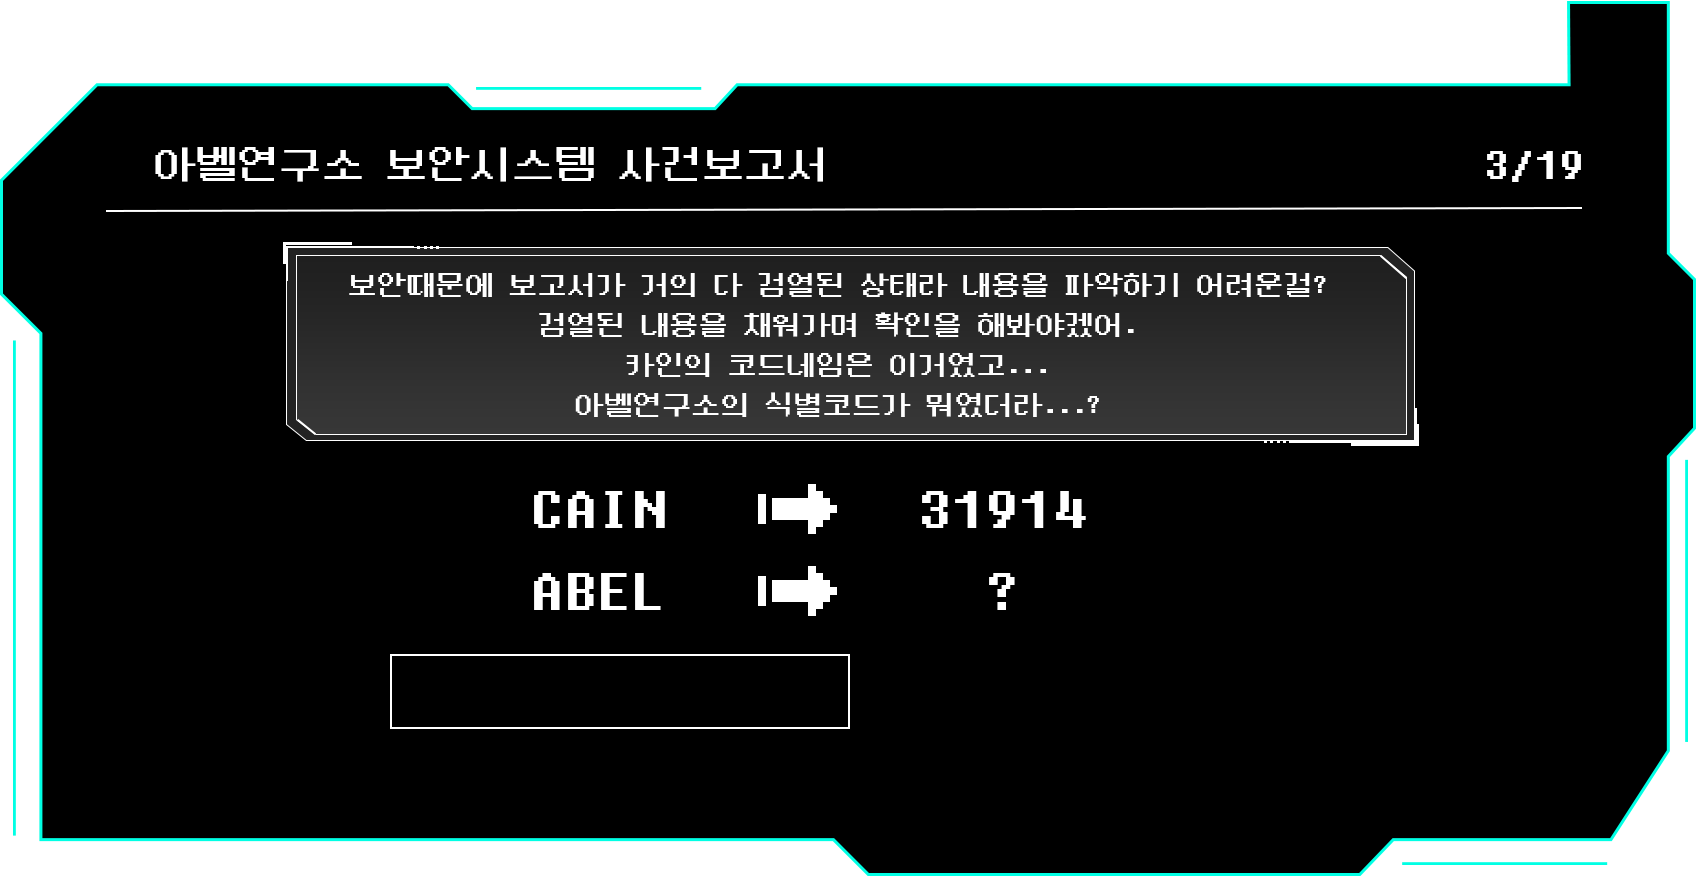 아벨연구소 보안시스템 사건보고서
3/19
보안때문에 보고서가 거의 다 검열된 상태라 내용을 파악하기 어려운걸?
검열된 내용을 채워가며 확인을 해봐야겠어.
카인의 코드네임은 이거였고...
아벨연구소의 식별코드가 뭐였더라...?
CAIN 31914
ABEL ?